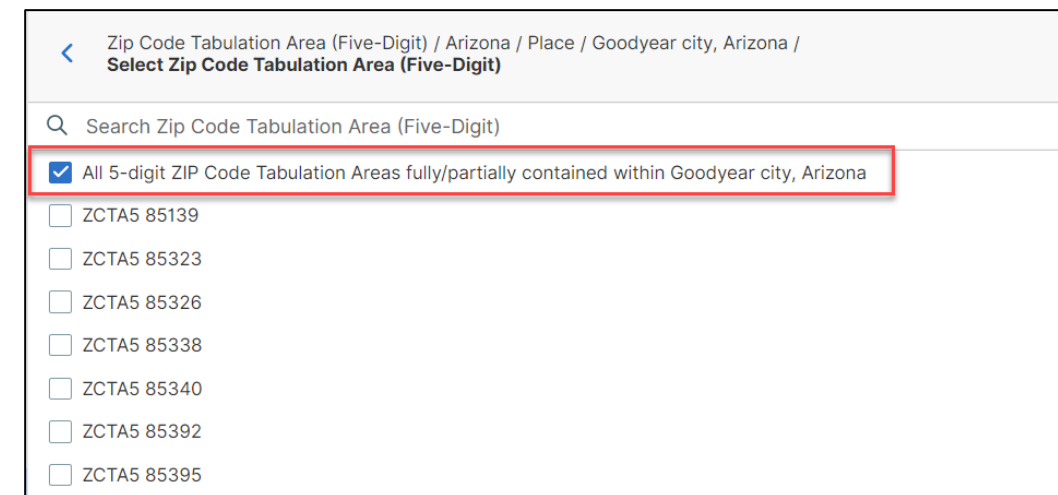 Zip Code Tabulation Area (Five-Digit) / Arizona / Place / Goodyear city, Arizona /
Select Zip Code Tabulation Area (Five-Digit)
Search Zip Code Tabulation Area (Five-Digit)
All 5-digit ZIP Code Tabulation Areas fully/partially contained within Goodyear city, Arizona
ZCTA5 85139
ZCTA5 85323
ZCTA5 85326
ZCTA5 85338
ZCTA5 85340
ZCTA5 85392
ZCTA5 85395